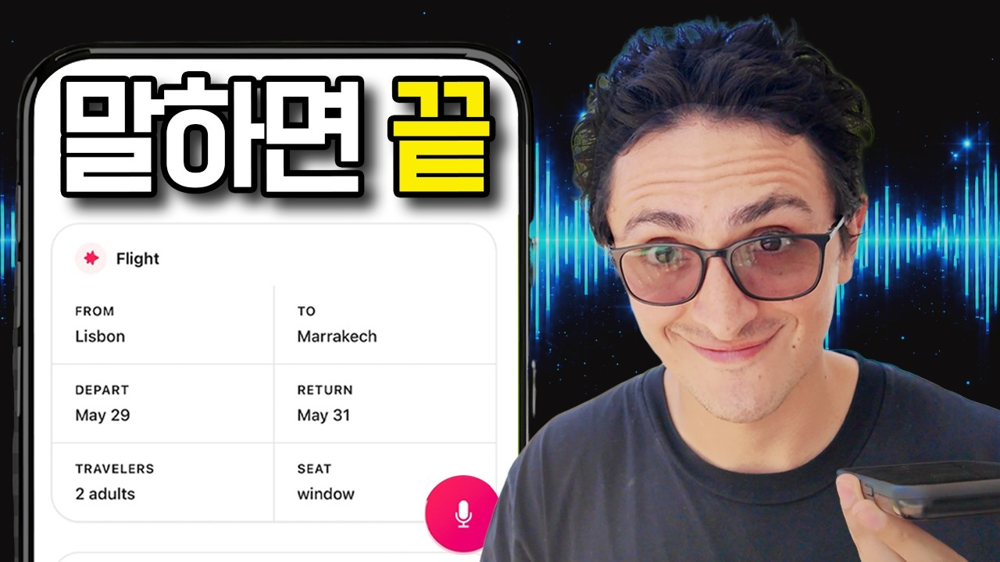 말하면 끝
Flight
FROM
Lisbon
TO
Marrakech
DEPART
May 29
RETURN
May 31
TRAVELERS
2 adults
SEAT
window